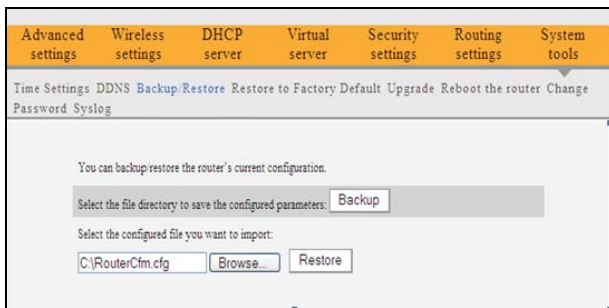 Advanced settings Wireless settings DHCP server Virtual server Security settings Routing settings System tools
Time Settings DDNS Backup/Restore Restore to Factory Default Upgrade Reboot the router Change
Password Syslog
You can backup/restore the router's current configuration.
Select the file directory to save the configured parameters: Backup
Select the configured file you want to import:
C:\RouterCfm.cfg Browse... Restore